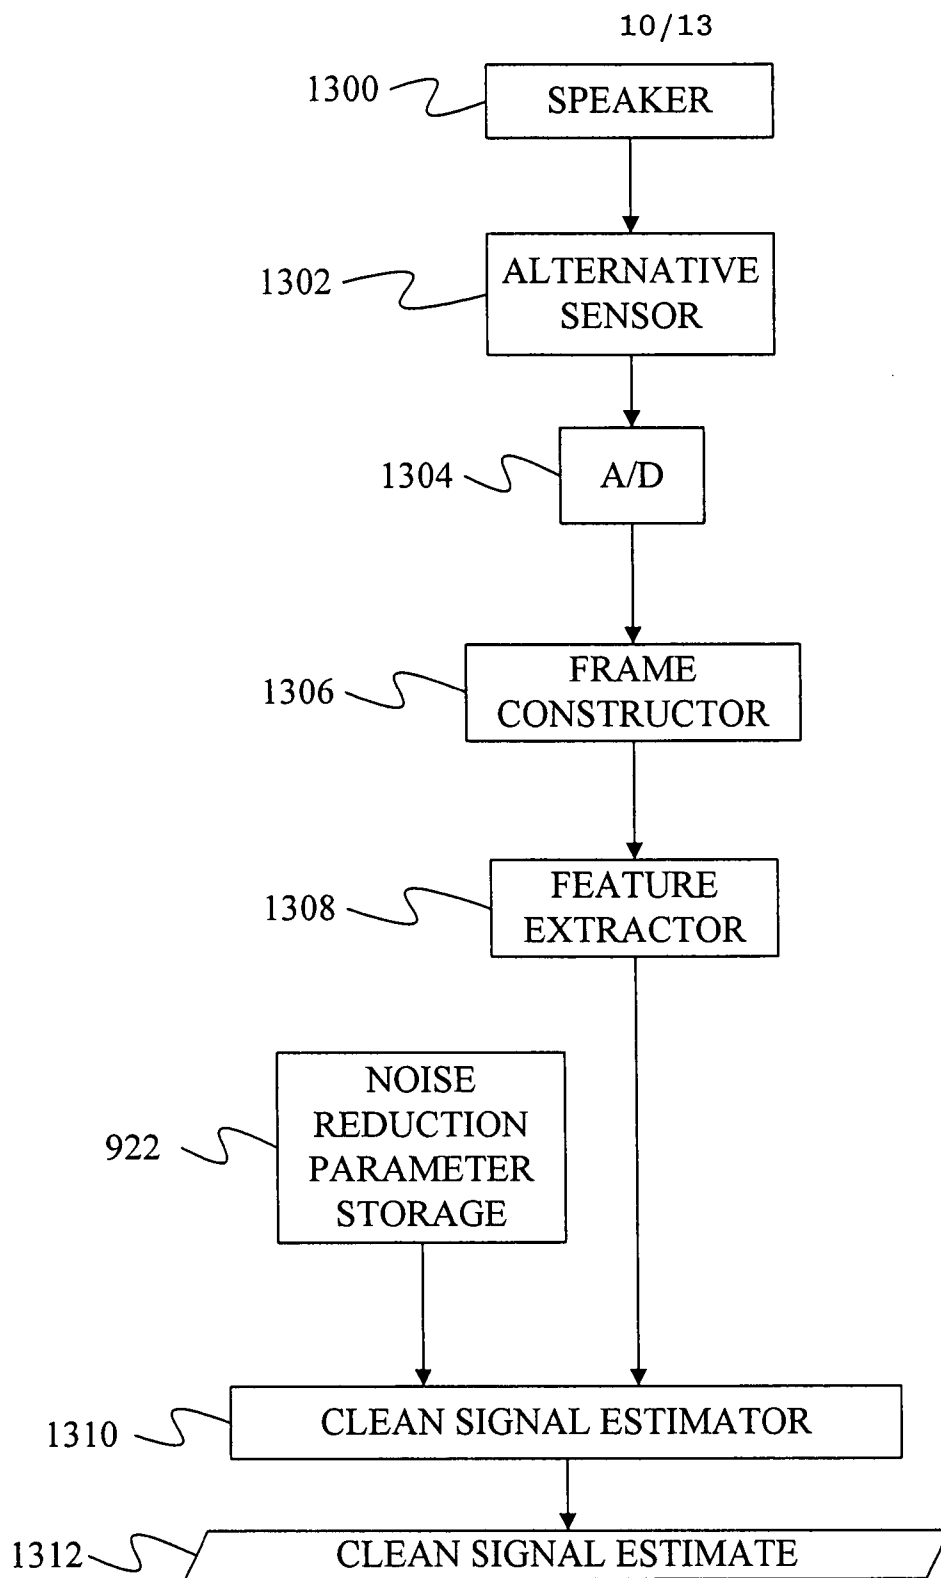 10/13
1300
SPEAKER
1302
ALTERNATIVE
SENSOR
1304
A/D
1306
FRAME
CONSTRUCTOR
1308
FEATURE
EXTRACTOR
922
NOISE
REDUCTION
PARAMETER
STORAGE
1310
CLEAN SIGNAL ESTIMATOR
1312
CLEAN SIGNAL ESTIMATE